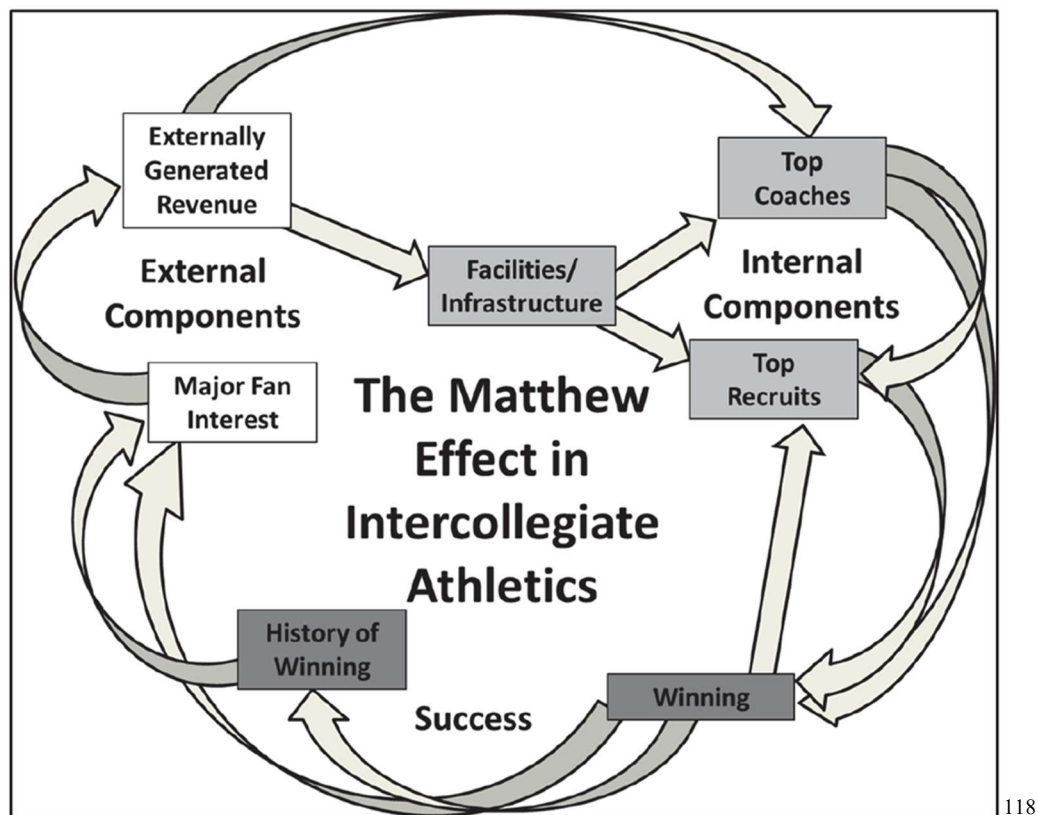 Externally
Generated
Revenue
Top
Coaches
External
Components
Facilities/
Infrastructure
Internal
Components
Major Fan
Interest
Top
Recruits
The Matthew
Effect in
Intercollegiate
Athletics
History of
Winning
Success
Winning
118